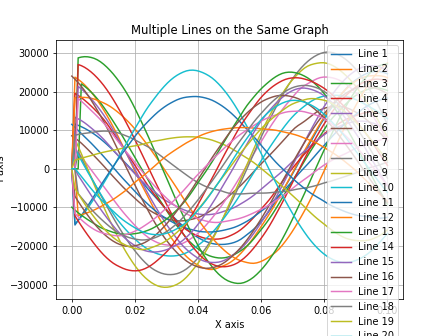 Multiple Lines on the Same Graph
30000
20000
10000
0
−10000
−20000
−30000
0.00
0.02
0.04
0.06
0.08
X axis
axis
Line 1
Line 2
Line 3
Line 4
Line 5
Line 6
Line 7
Line 8
Line 9
Line 10
Line 11
Line 12
Line 13
Line 14
Line 15
Line 16
Line 17
Line 18
Line 19
Line 20